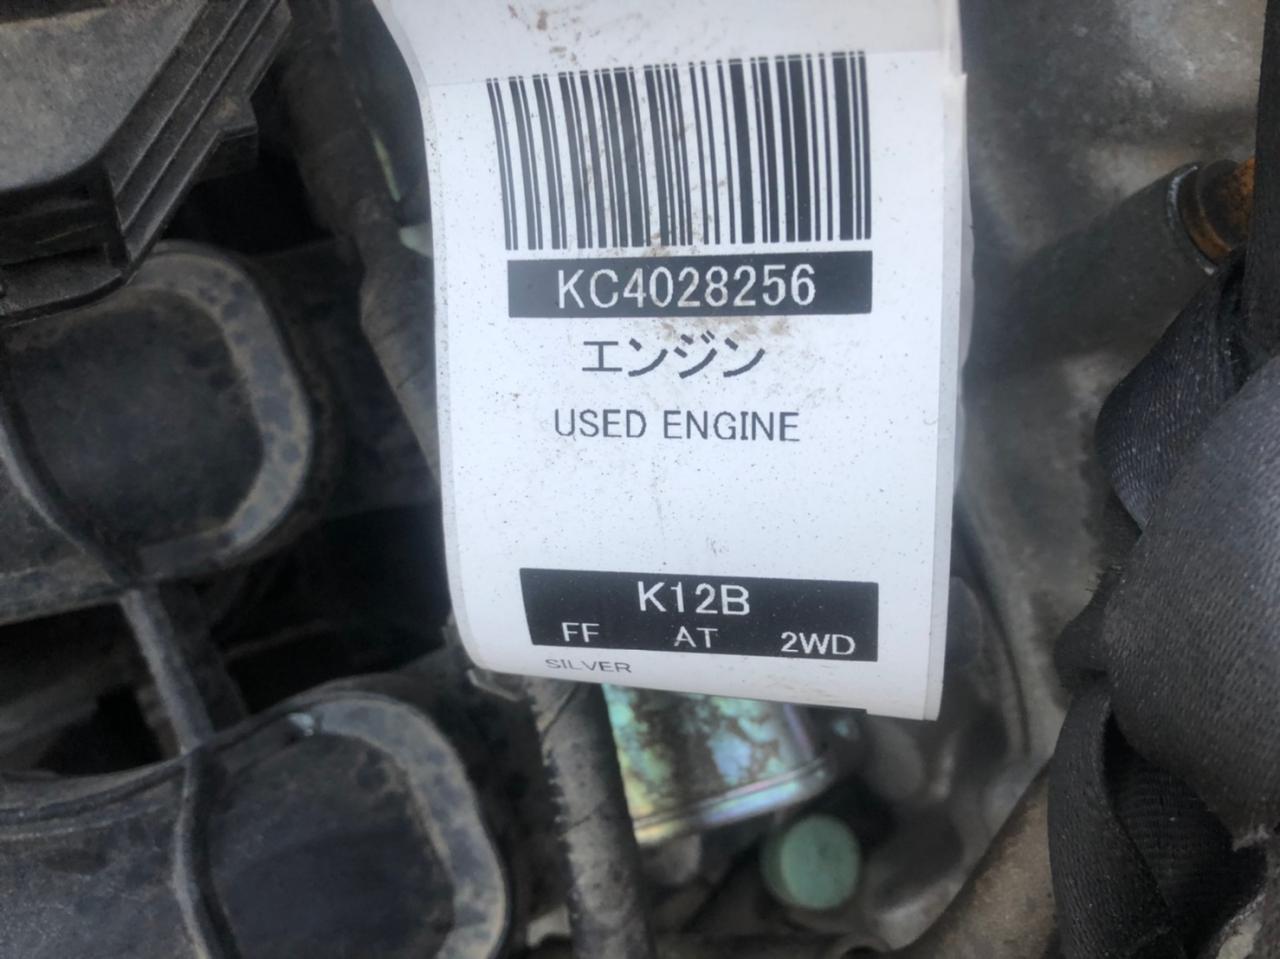 KC4028256
エンジン
USED ENGINE
K12B
FF AT 2WD
SILVER